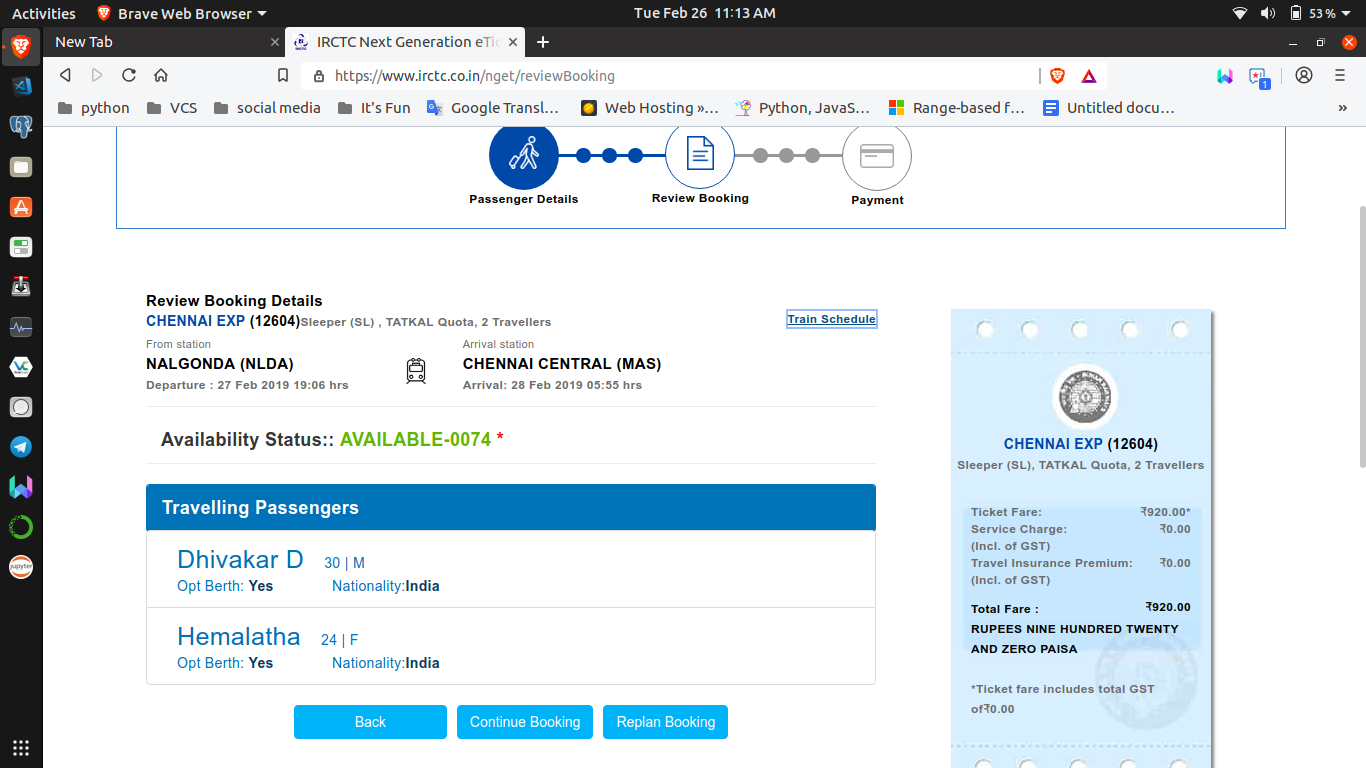 Activities Brave Web Browser Tue Feb 26 11:13 AM 53 %
New Tab IRCTC Next Generation eTic
https://www.irctc.co.in/nget/reviewBooking 1
python VCS social media It's Fun Google Transl… Web Hosting »… Python, JavaS… Range-based f… Untitled docu… »
Passenger Details Review Booking Payment
Review Booking Details
CHENNAI EXP (12604)Sleeper (SL) , TATKAL Quota, 2 Travellers Train Schedule
From station Arrival station
NALGONDA (NLDA) CHENNAI CENTRAL (MAS)
Departure : 27 Feb 2019 19:06 hrs Arrival: 28 Feb 2019 05:55 hrs
Availability Status:: AVAILABLE-0074 *
Travelling Passengers
Dhivakar D 30 | M
Opt Berth: Yes Nationality:India
Hemalatha 24 | F
Opt Berth: Yes Nationality:India
Back Continue Booking Replan Booking
CHENNAI EXP (12604)
Sleeper (SL), TATKAL Quota, 2 Travellers
Ticket Fare: ₹920.00*
Service Charge: ₹0.00
(Incl. of GST)
Travel Insurance Premium: ₹0.00
(Incl. of GST)
Total Fare : ₹920.00
RUPEES NINE HUNDRED TWENTY
AND ZERO PAISA
*Ticket fare includes total GST
of₹0.00
jupyter